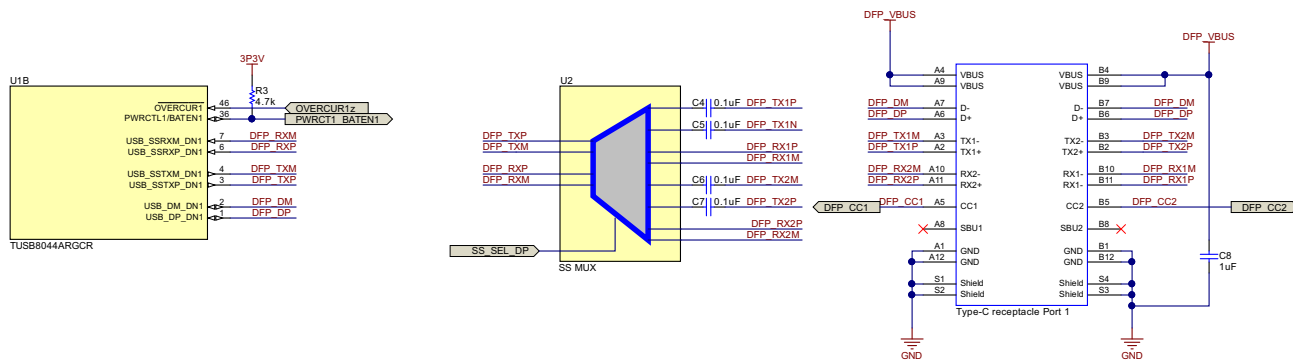 U1B
3P3V
R3
4.7k
OVERCUR1
46
OVERCUR1z
PWRCTL1/BATEN1
36
PWRCT1_BATEN1
USB_SSRXM_DN1
7
DFP_RXM
USB_SSRXP_DN1
6
DFP_RXP
USB_SSTXM_DN1
4
DFP_TXM
USB_SSTXP_DN1
3
DFP_TXP
USB_DM_DN1
2
DFP_DM
USB_DP_DN1
1
DFP_DP
TUSB8044ARGCR
U2
DFP_TXP
DFP_TXM
DFP_RXP
DFP_RXM
SS_SEL_DP
SS MUX
C4 0.1uF DFP_TX1P
C5 0.1uF DFP_TX1N
DFP_RX1P
DFP_RX1M
C6 0.1uF DFP_TX2M
C7 0.1uF DFP_TX2P
DFP_RX2P
DFP_RX2M
DFP_VBUS
DFP_VBUS
A4 VBUS VBUS B4
A9 VBUS VBUS B9
DFP_DM A7 D- D- B7 DFP_DM
DFP_DP A6 D+ D+ B6 DFP_DP
DFP_TX1M A3 TX1- TX2- B3 DFP_TX2M
DFP_TX1P A2 TX1+ TX2+ B2 DFP_TX2P
DFP_RX2M A10 RX2- RX1- B10 DFP_RX1M
DFP_RX2P A11 RX2+ RX1- B11 DFP_RX1P
DFP_CC1 DFP_CC1 A5 CC1 CC2 B5 DFP_CC2 DFP_CC2
A8 SBU1 SBU2 B8
A1 GND GND B1
A12 GND GND B12
S1 Shield Shield S4
S2 Shield Shield S3
C8
1uF
Type-C receptacle Port 1
GND
GND